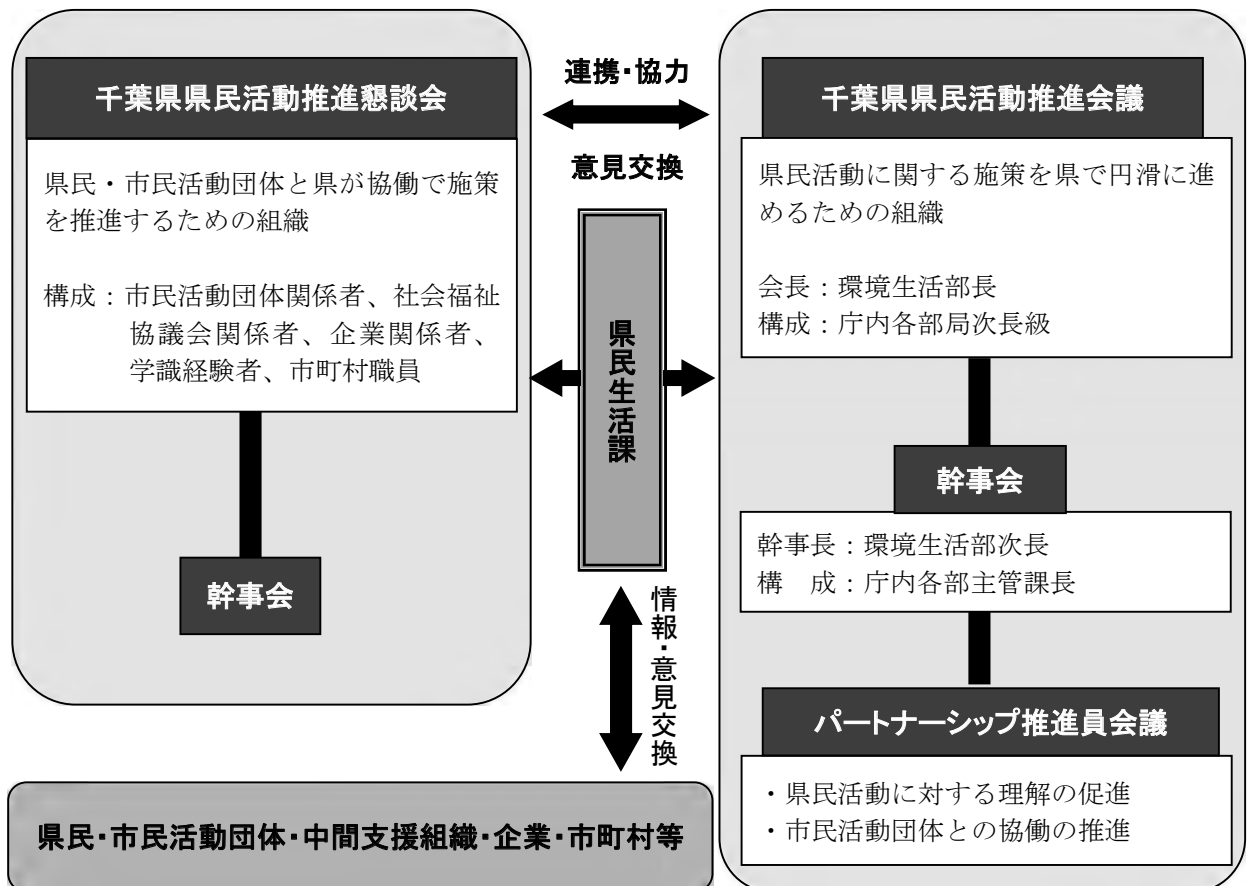 千葉県県民活動推進懇談会
県民・市民活動団体と県が協働で施策
を推進するための組織
構成：市民活動団体関係者、社会福祉
協議会関係者、企業関係者、
学識経験者、市町村職員
幹事会
連携・協力
意見交換
県民生活課
情報・意見交換
千葉県県民活動推進会議
県民活動に関する施策を県で円滑に進
めるための組織
会長：環境生活部長
構成：庁内各部局次長級
幹事会
幹事長：環境生活部次長
構　成：庁内各部主管課長
パートナーシップ推進員会議
・県民活動に対する理解の促進
・市民活動団体との協働の推進
県民・市民活動団体・中間支援組織・企業・市町村等